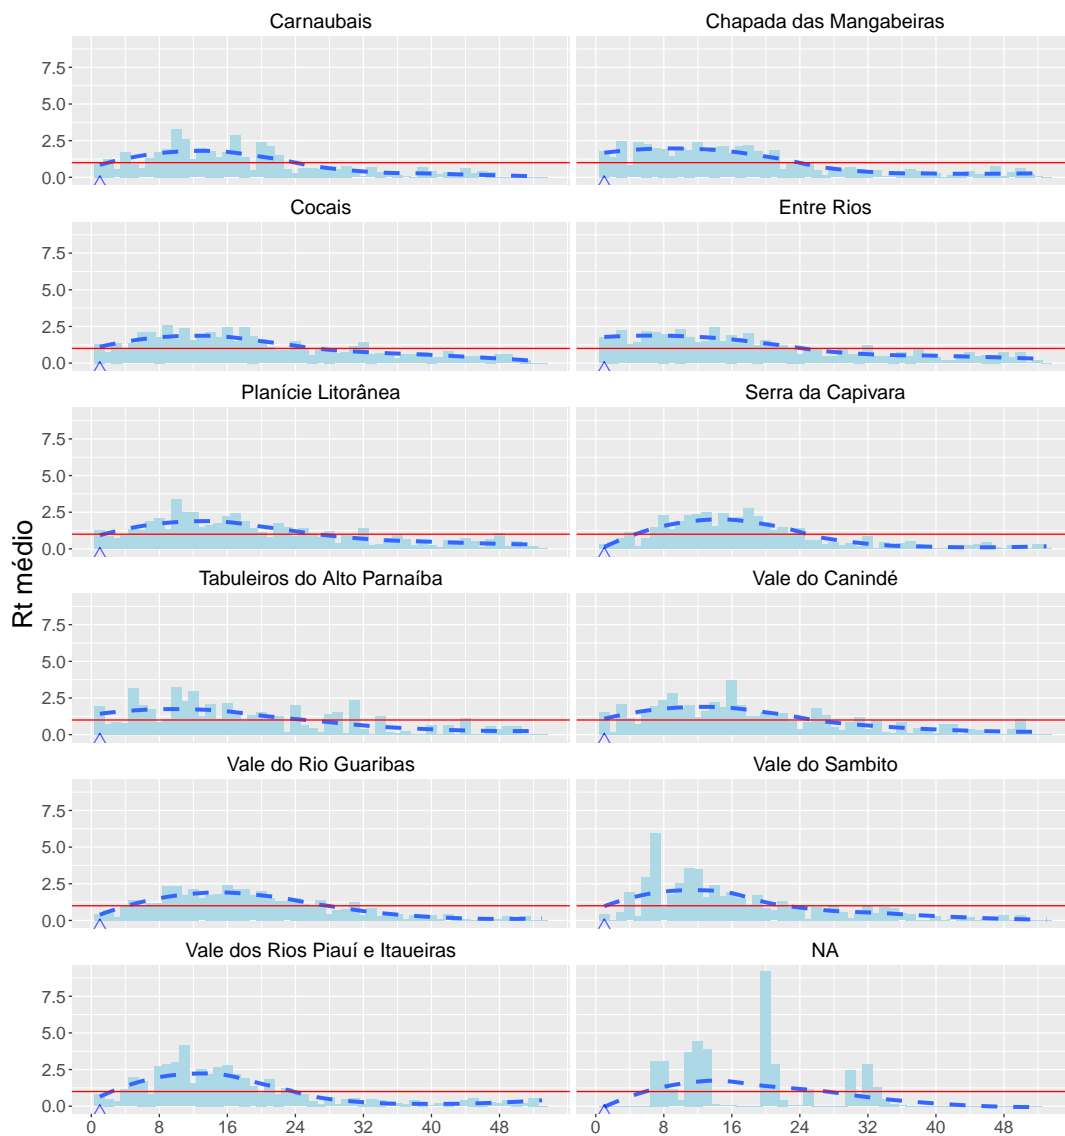 Carnaubais
Chapada das Mangabeiras
7.5
5.0
2.5
0.0
Cocais
Entre Rios
7.5
5.0
2.5
0.0
Planície Litorânea
Serra da Capivara
7.5
5.0
2.5
0.0
Rt médio
Tabuleiros do Alto Parnaíba
Vale do Canindé
7.5
5.0
2.5
0.0
Vale do Rio Guaribas
Vale do Sambito
7.5
5.0
2.5
0.0
Vale dos Rios Piauí e Itaueiras
NA
7.5
5.0
2.5
0.0
0 8 16 24 32 40 48 0 8 16 24 32 40 48